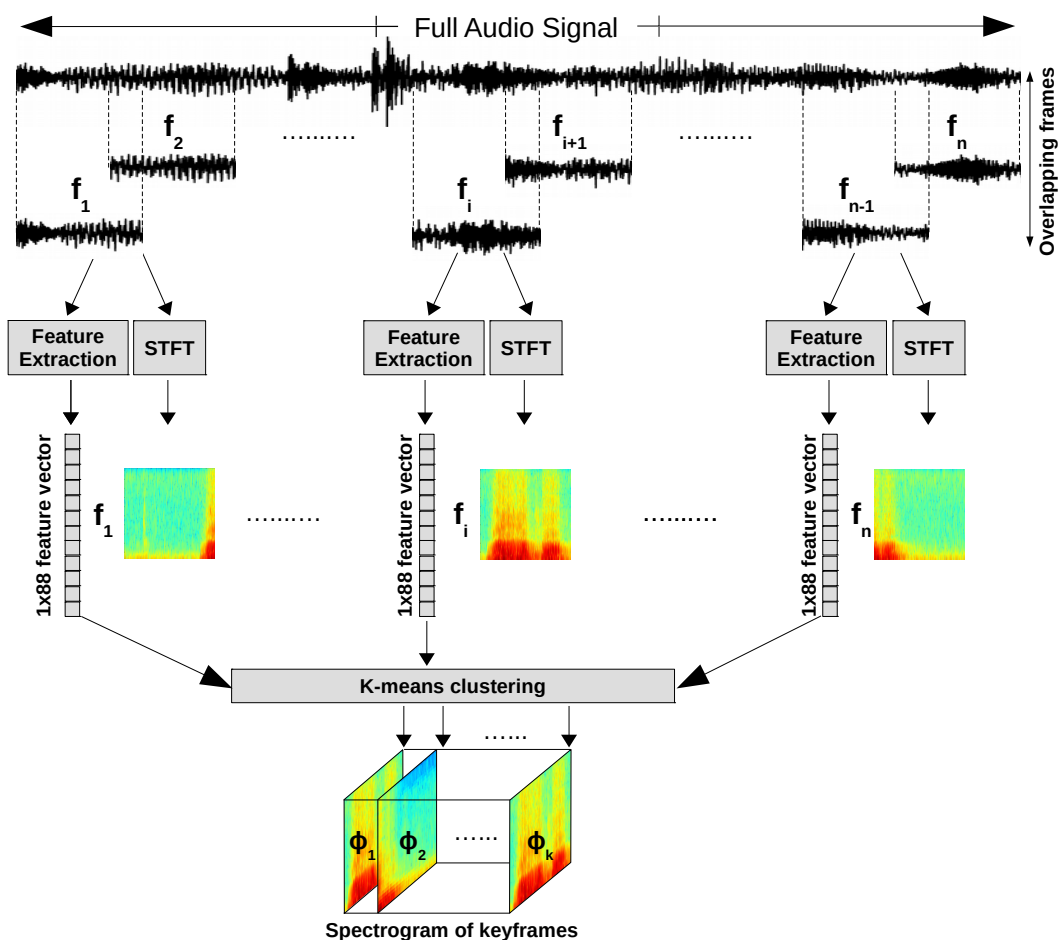 Full Audio Signal
f2
............
fi+1
............
fn
f1
fi
fn-1
Overlapping frames
Feature Extraction
STFT
Feature Extraction
STFT
Feature Extraction
STFT
1x88 feature vector
f1
............
1x88 feature vector
fi
............
1x88 feature vector
fn
K-means clustering
......
ϕ1
ϕ2
......
ϕk
Spectrogram of keyframes